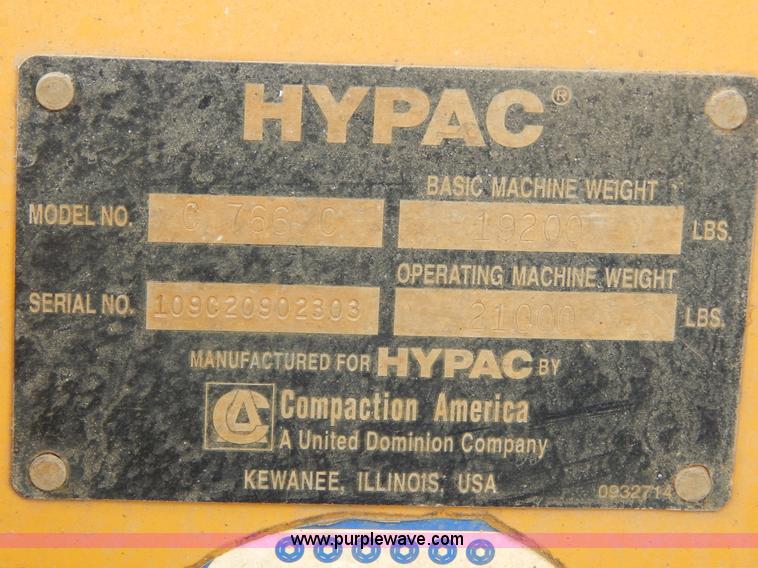 HYPAC®
BASIC MACHINE WEIGHT
MODEL NO. C 766 C 19200 LBS.
OPERATING MACHINE WEIGHT
SERIAL NO. 109C20902303 21000 LBS.
MANUFACTURED FOR HYPAC BY
Compaction America
A United Dominion Company
KEWANEE, ILLINOIS, USA
0932714
www.purplewave.com